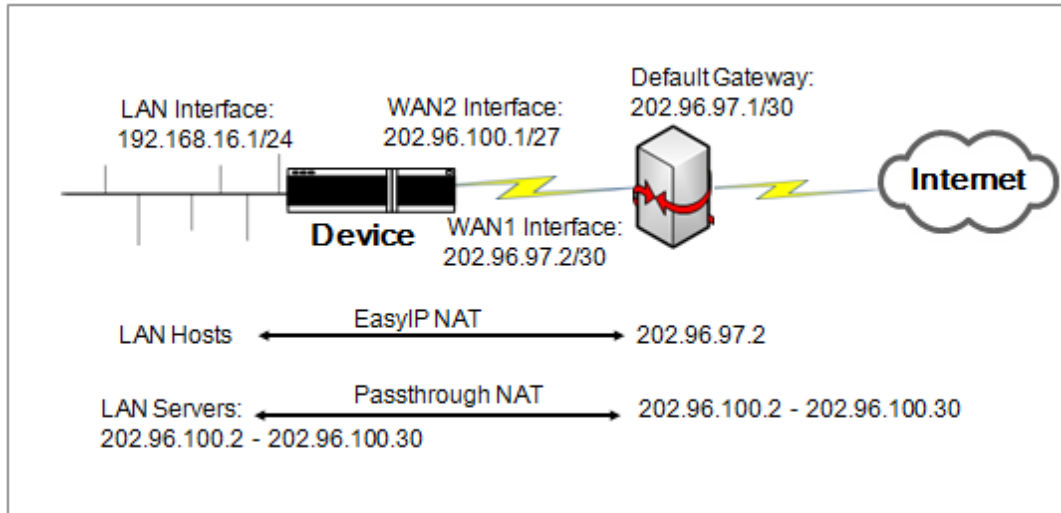 Default Gateway:
202.96.97.1/30
LAN Interface:
192.168.16.1/24
WAN2 Interface:
202.96.100.1/27
Internet
Device
WAN1 Interface:
202.96.97.2/30
EasyIP NAT
LAN Hosts
202.96.97.2
Passthrough NAT
LAN Servers:
202.96.100.2 - 202.96.100.30
202.96.100.2 - 202.96.100.30